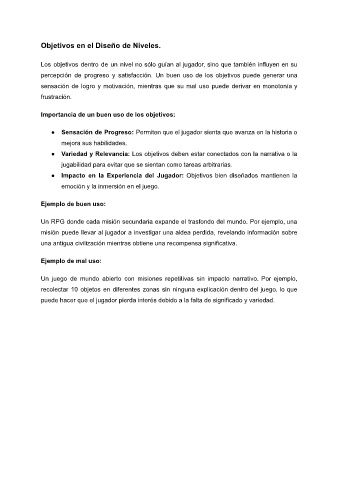 Objetivos en el Diseño de Niveles.
Los objetivos dentro de un nivel no sólo guían al jugador, sino que también influyen en su
percepción de progreso y satisfacción. Un buen uso de los objetivos puede generar una
sensación de logro y motivación, mientras que su mal uso puede derivar en monotonía y
frustración.
Importancia de un buen uso de los objetivos:
● Sensación de Progreso: Permiten que el jugador sienta que avanza en la historia o
mejora sus habilidades.
● Variedad y Relevancia: Los objetivos deben estar conectados con la narrativa o la
jugabilidad para evitar que se sientan como tareas arbitrarias.
● Impacto en la Experiencia del Jugador: Objetivos bien diseñados mantienen la
emoción y la inmersión en el juego.
Ejemplo de buen uso:
Un RPG donde cada misión secundaria expande el trasfondo del mundo. Por ejemplo, una
misión puede llevar al jugador a investigar una aldea perdida, revelando información sobre
una antigua civilización mientras obtiene una recompensa significativa.
Ejemplo de mal uso:
Un juego de mundo abierto con misiones repetitivas sin impacto narrativo. Por ejemplo,
recolectar 10 objetos en diferentes zonas sin ninguna explicación dentro del juego, lo que
puede hacer que el jugador pierda interés debido a la falta de significado y variedad.